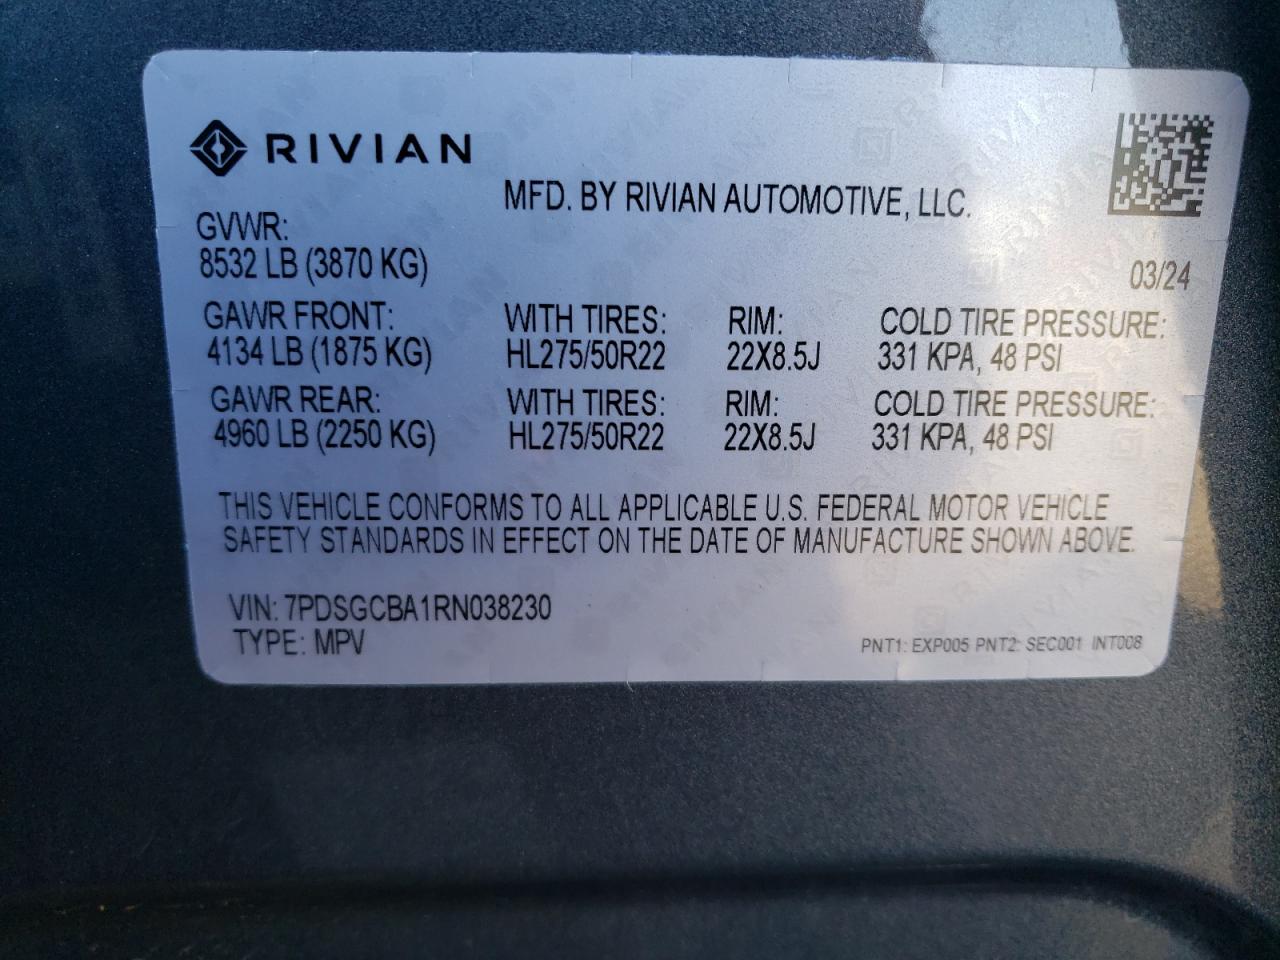 RIVIAN
MFD. BY RIVIAN AUTOMOTIVE, LLC.
GVWR:
8532 LB (3870 KG)
03/24
GAWR FRONT: WITH TIRES: RIM: COLD TIRE PRESSURE:
4134 LB (1875 KG) HL275/50R22 22X8.5J 331 KPA, 48 PSI
GAWR REAR: WITH TIRES: RIM: COLD TIRE PRESSURE:
4960 LB (2250 KG) HL275/50R22 22X8.5J 331 KPA, 48 PSI
THIS VEHICLE CONFORMS TO ALL APPLICABLE U.S. FEDERAL MOTOR VEHICLE
SAFETY STANDARDS IN EFFECT ON THE DATE OF MANUFACTURE SHOWN ABOVE.
VIN: 7PDSGCBA1RN038230
TYPE: MPV
PNT1: EXP005 PNT2: SEC001 INT008